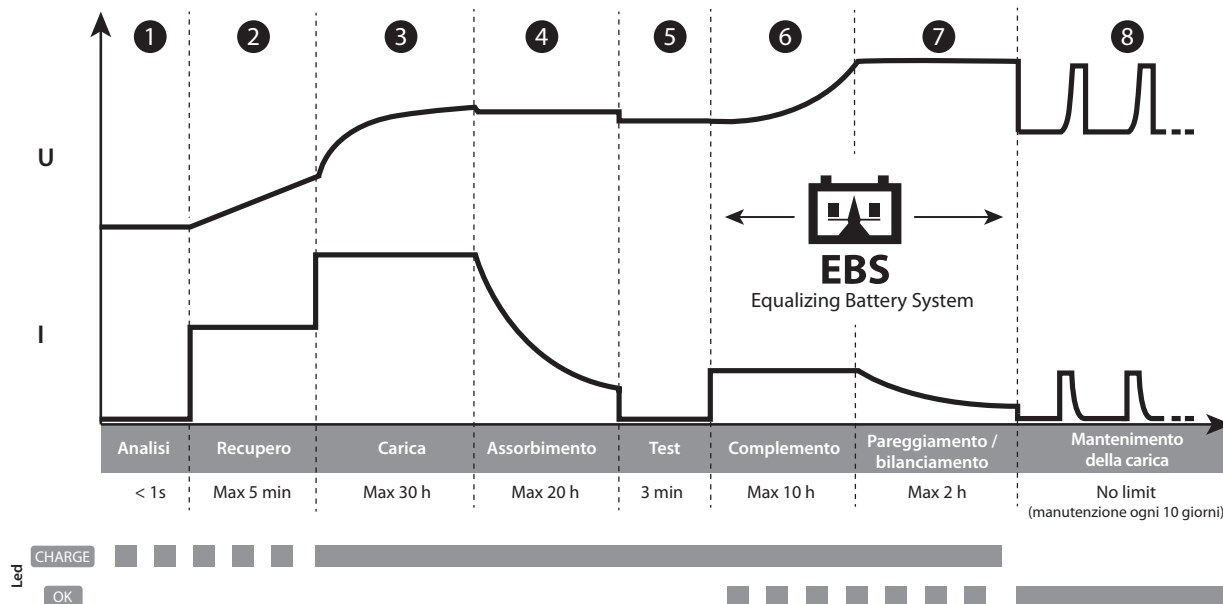 1 2 3 4 5 6 7 8
U
EBS
Equalizing Battery System
I
Analisi Recupero Carica Assorbimento Test Complemento Pareggiamento / bilanciamento Mantenimento della carica
< 1s Max 5 min Max 30 h Max 20 h 3 min Max 10 h Max 2 h No limit
(manutenzione ogni 10 giorni)
Led
CHARGE
OK